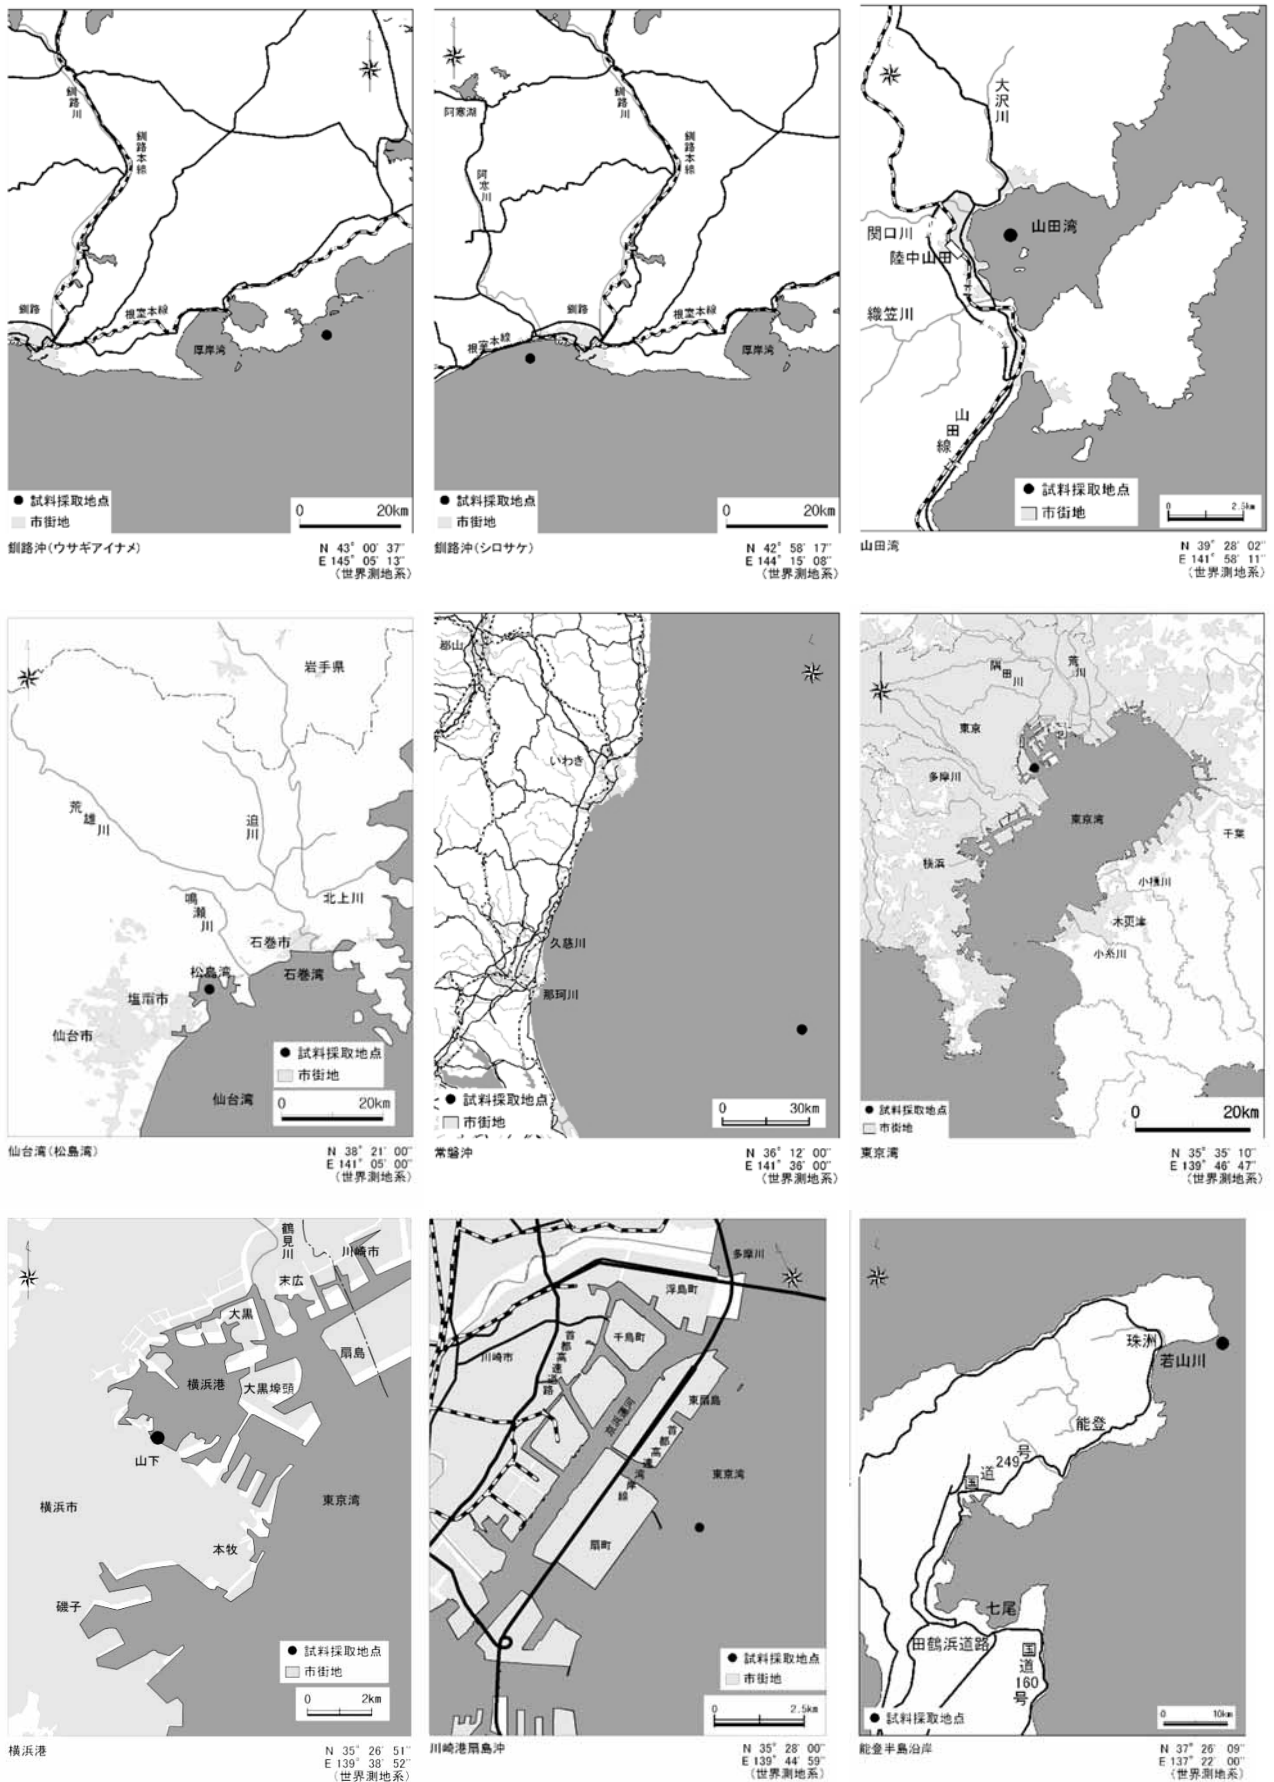 釧路川
釧路本線
釧路
根室本線
厚岸湾
● 試料採取地点
市街地
0 20km
釧路沖(ウサギアイナメ)
N 43° 00′ 37″
E 145° 05′ 13″
(世界測地系)
阿寒湖
阿寒川
釧路川
釧路本線
釧路
根室本線
根室本線
厚岸湾
● 試料採取地点
市街地
0 20km
釧路沖(シロサケ)
N 42° 58′ 17″
E 144° 15′ 08″
(世界測地系)
大沢川
山田湾
関口川
陸中山田
織笠川
山田線
● 試料採取地点
市街地
0 2.5km
山田湾
N 39° 28′ 02″
E 141° 58′ 11″
(世界測地系)
岩手県
荒雄川
迫川
鳴瀬川
北上川
石巻市
松島湾
石巻湾
塩竈市
仙台市
仙台湾
● 試料採取地点
市街地
0 20km
仙台湾(松島湾)
N 38° 21′ 00″
E 141° 05′ 00″
(世界測地系)
郡山
いわき
久慈川
那珂川
● 試料採取地点
市街地
0 30km
常磐沖
N 36° 12′ 00″
E 141° 36′ 00″
(世界測地系)
隅田川
荒川
東京
多摩川
東京湾
千葉
横浜
小櫃川
木更津
小糸川
● 試料採取地点
市街地
0 20km
東京湾
N 35° 35′ 10″
E 139° 46′ 47″
(世界測地系)
鶴見川
川崎市
末広
大黒
扇島
横浜港
大黒埠頭
山下
横浜市
東京湾
本牧
磯子
● 試料採取地点
市街地
0 2km
横浜港
N 35° 26′ 51″
E 139° 38′ 52″
(世界測地系)
多摩川
浮島町
千鳥町
川崎市
首都高速道路
東扇島
京浜運河
首都高速湾岸線
東京湾
扇町
● 試料採取地点
市街地
0 2.5km
川崎港扇島沖
N 35° 28′ 00″
E 139° 44′ 59″
(世界測地系)
珠洲
若山川
能登
国道249号
七尾
田鶴浜道路
国道160号
● 試料採取地点
0 10km
能登半島沿岸
N 37° 26′ 09″
E 137° 22′ 00″
(世界測地系)